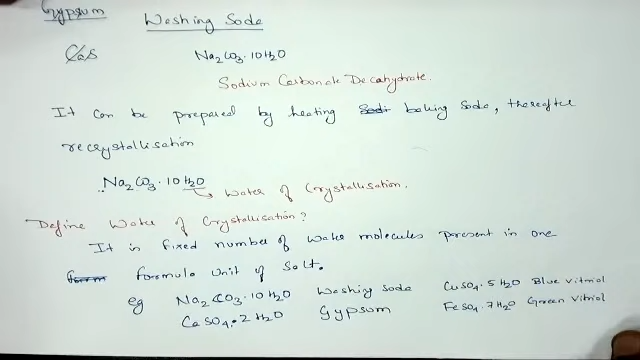 Gypsum
Washing Soda
CaS
Na2CO3·10H2O
Sodium Carbonate Decahydrate.
It can be prepared by heating Sodi baking soda, thereafter
recrystallisation
Na2CO3·10H2O
→ Water of Crystallisation.
Define Water of Crystallisation?
It is fixed number of water molecules present in one
form formula unit of Salt.
eg Na2CO3·10H2O Washing soda CuSO4·5H2O Blue Vitriol
CaSO4·2H2O Gypsum FeSO4·7H2O Green Vitriol